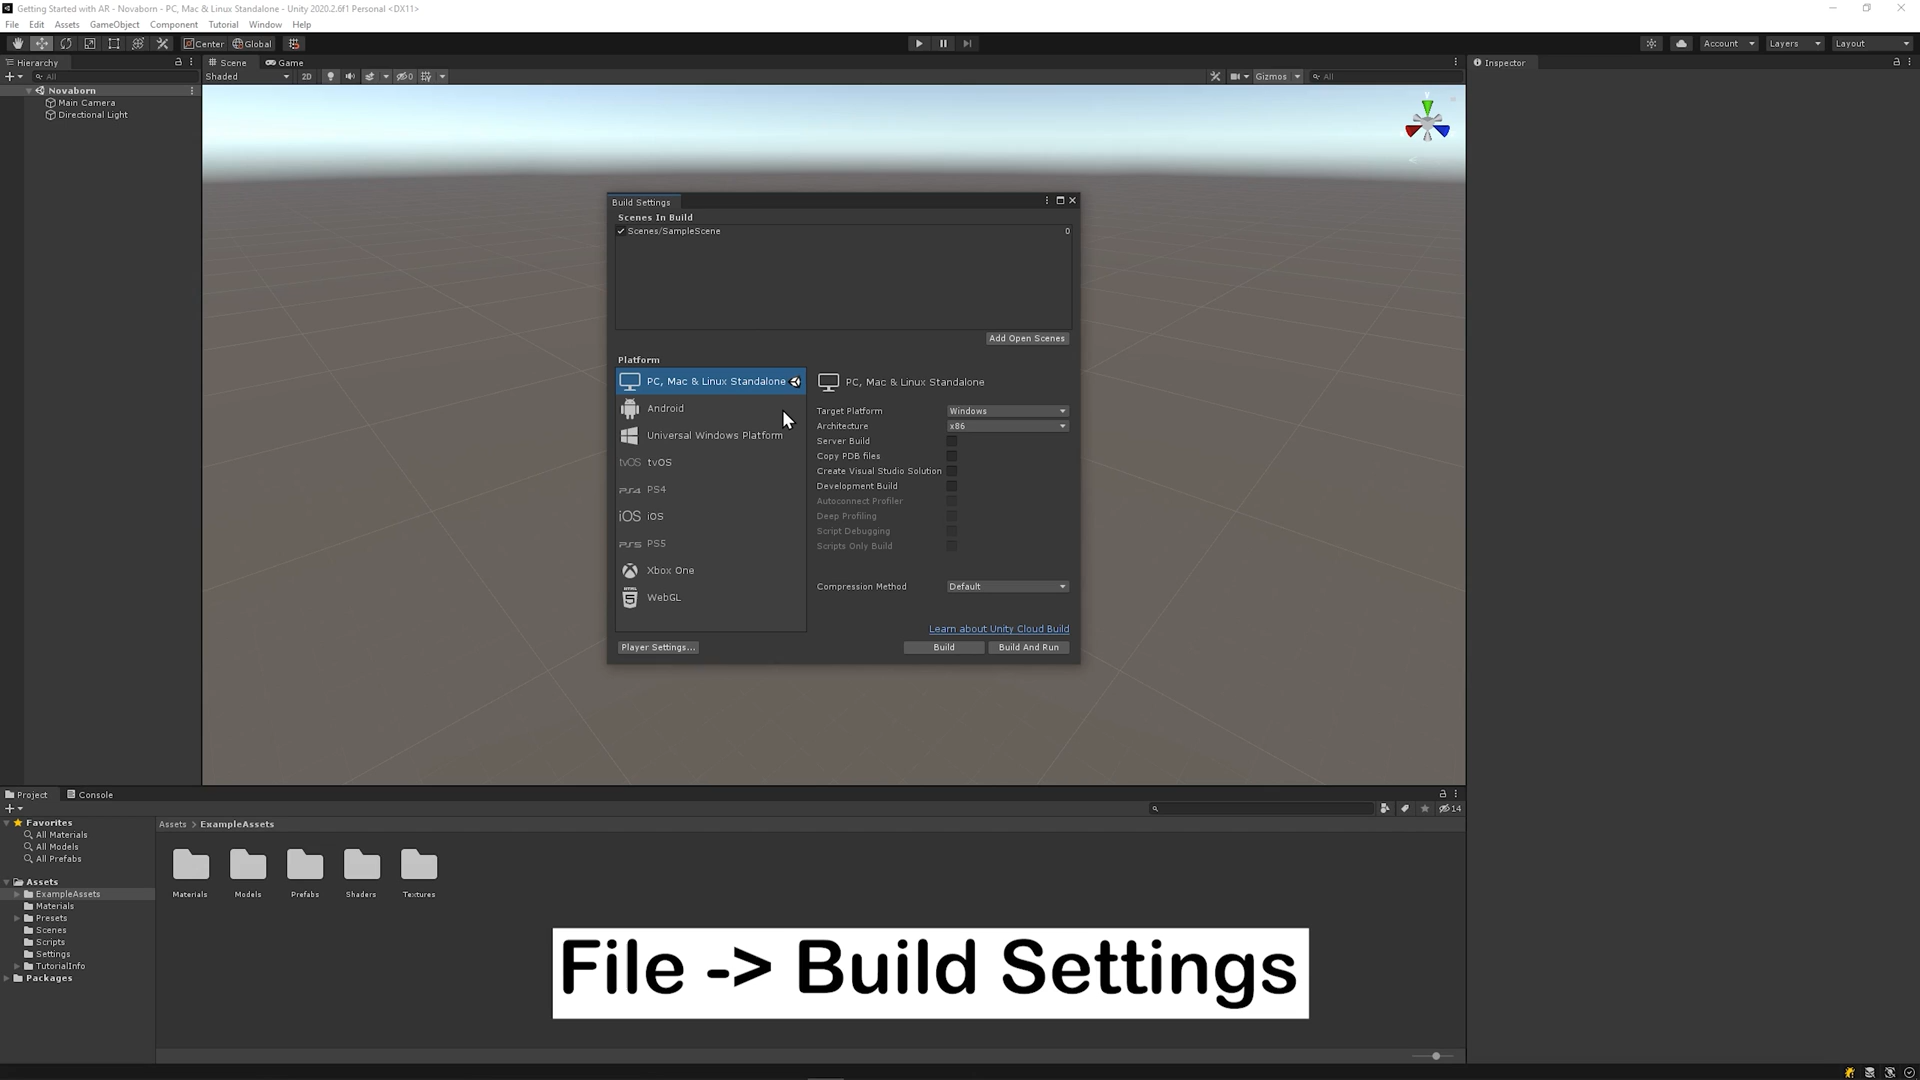 Getting Started with AR - Novaborn - PC, Mac & Linux Standalone - Unity 2020.2.6f1 Personal <DX11>
File Edit Assets GameObject Component Tutorial Window Help
Center Global Account Layers Layout
Hierarchy Scene Game Inspector
All Shaded 2D 0 Gizmos All
Novaborn
Main Camera
Directional Light
Y
Build Settings
Scenes In Build
Scenes/SampleScene 0
Add Open Scenes
Platform
PC, Mac & Linux Standalone
Android
Universal Windows Platform
tvOS tvOS
PS4 PS4
iOS iOS
PS5 PS5
Xbox One
HTML 5 WebGL
PC, Mac & Linux Standalone
Target Platform Windows
Architecture x86
Server Build
Copy PDB files
Create Visual Studio Solution
Development Build
Autoconnect Profiler
Deep Profiling
Script Debugging
Scripts Only Build
Compression Method Default
Learn about Unity Cloud Build
Player Settings... Build Build And Run
Project Console
14
Favorites
All Materials
All Models
All Prefabs
Assets
ExampleAssets
Materials
Presets
Scenes
Scripts
Settings
TutorialInfo
Packages
Assets > ExampleAssets
Materials Models Prefabs Shaders Textures
File -> Build Settings